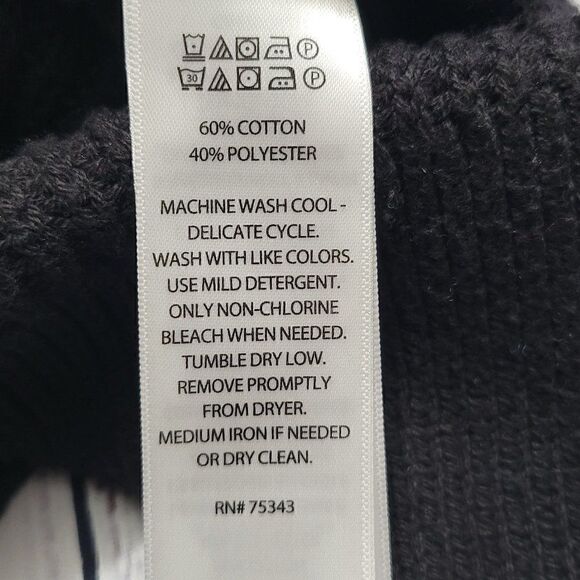 P
30 P
60% COTTON
40% POLYESTER
MACHINE WASH COOL -
DELICATE CYCLE.
WASH WITH LIKE COLORS.
USE MILD DETERGENT.
ONLY NON-CHLORINE
BLEACH WHEN NEEDED.
TUMBLE DRY LOW.
REMOVE PROMPTLY
FROM DRYER.
MEDIUM IRON IF NEEDED
OR DRY CLEAN.
RN# 75343